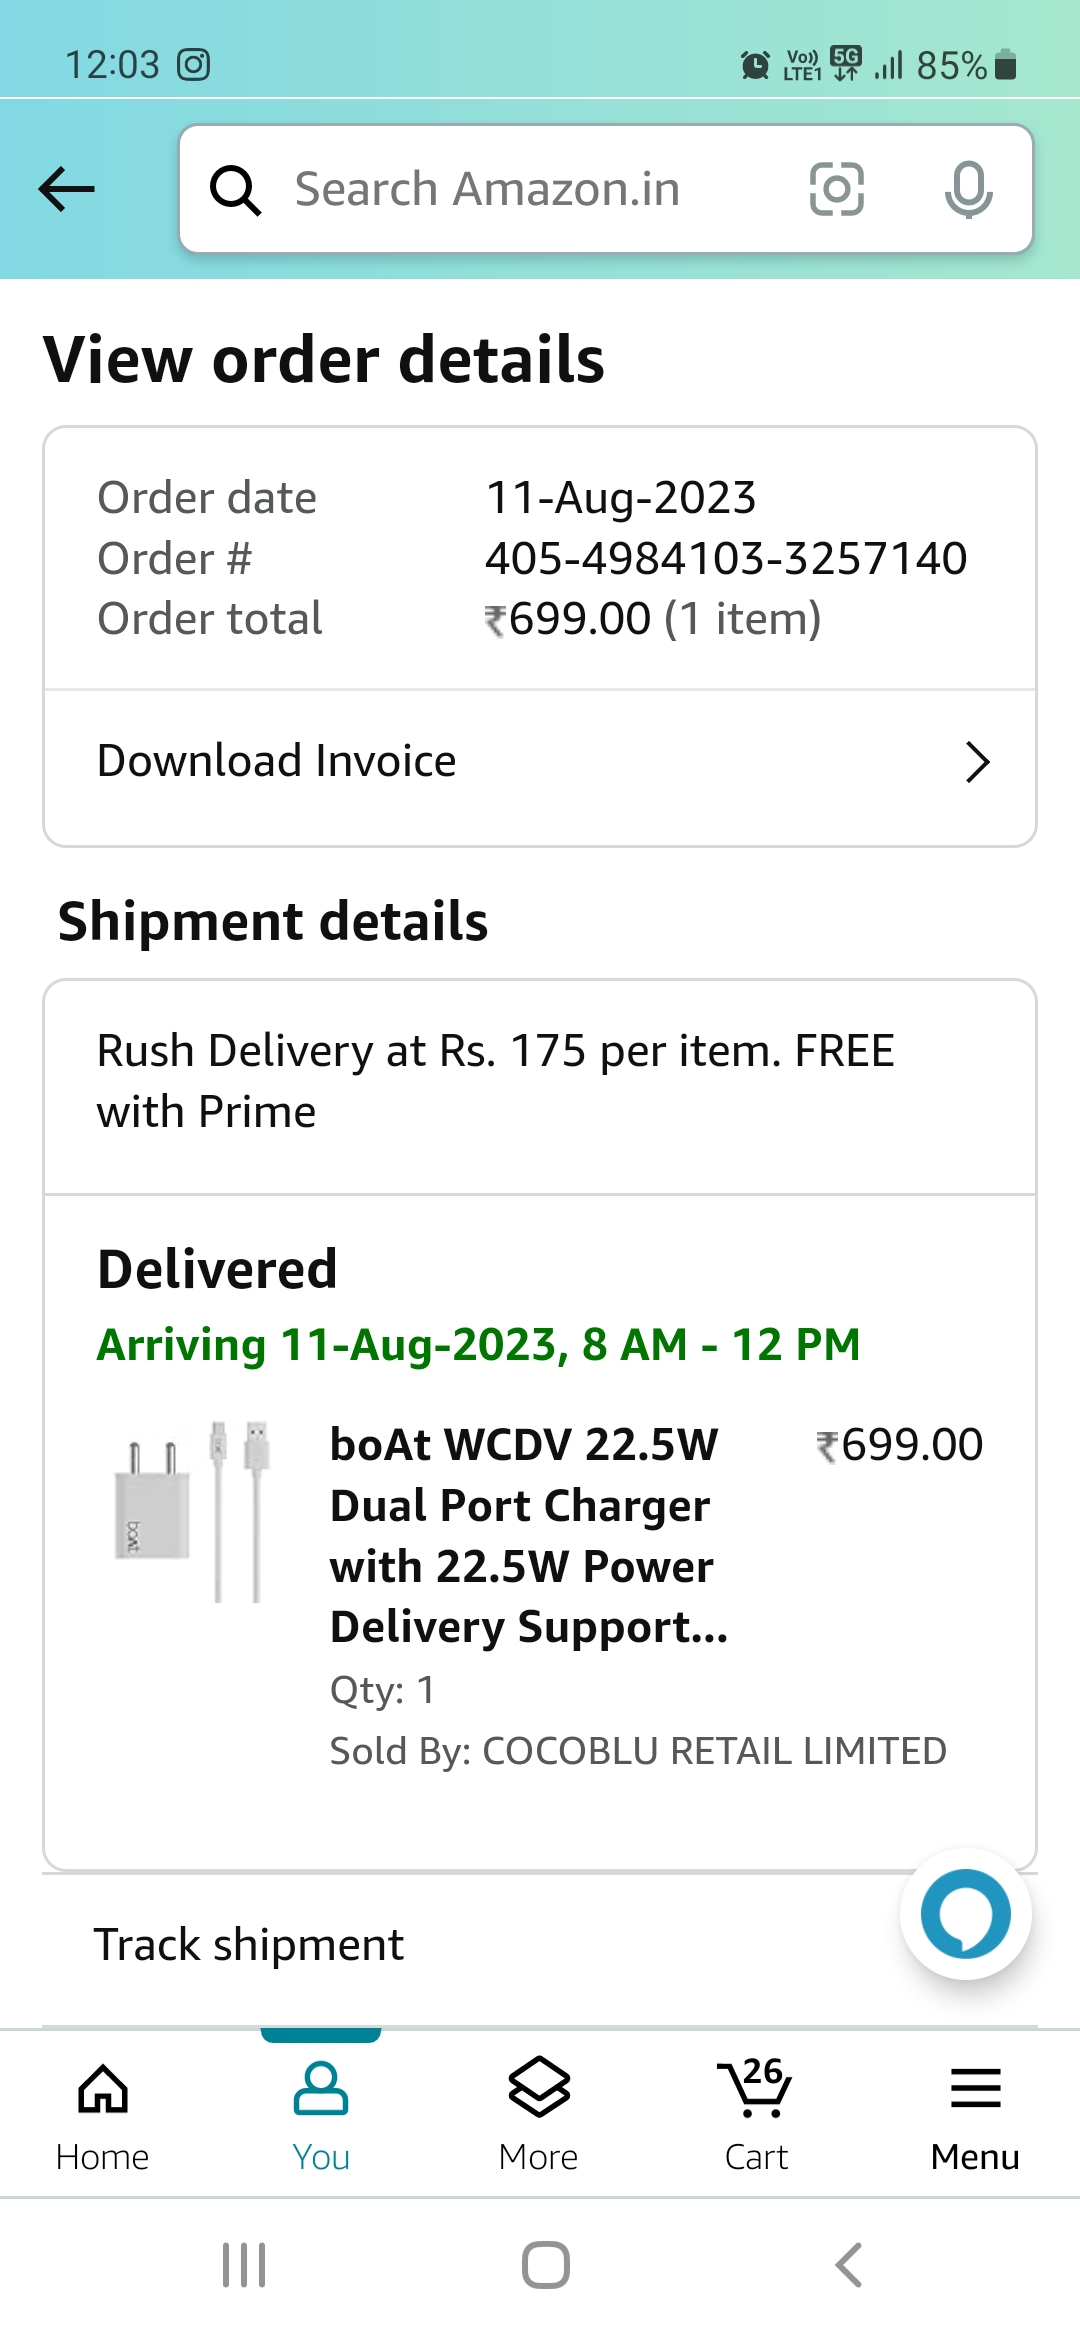 12:03
Vo)) LTE1 5G 85%
Search Amazon.in
View order details
Order date 11-Aug-2023
Order # 405-4984103-3257140
Order total ₹699.00 (1 item)
Download Invoice
Shipment details
Rush Delivery at Rs. 175 per item. FREE
with Prime
Delivered
Arriving 11-Aug-2023, 8 AM - 12 PM
boAt WCDV 22.5W ₹699.00
Dual Port Charger
with 22.5W Power
Delivery Support...
Qty: 1
Sold By: COCOBLU RETAIL LIMITED
boAt
Track shipment
26
Home You More Cart Menu